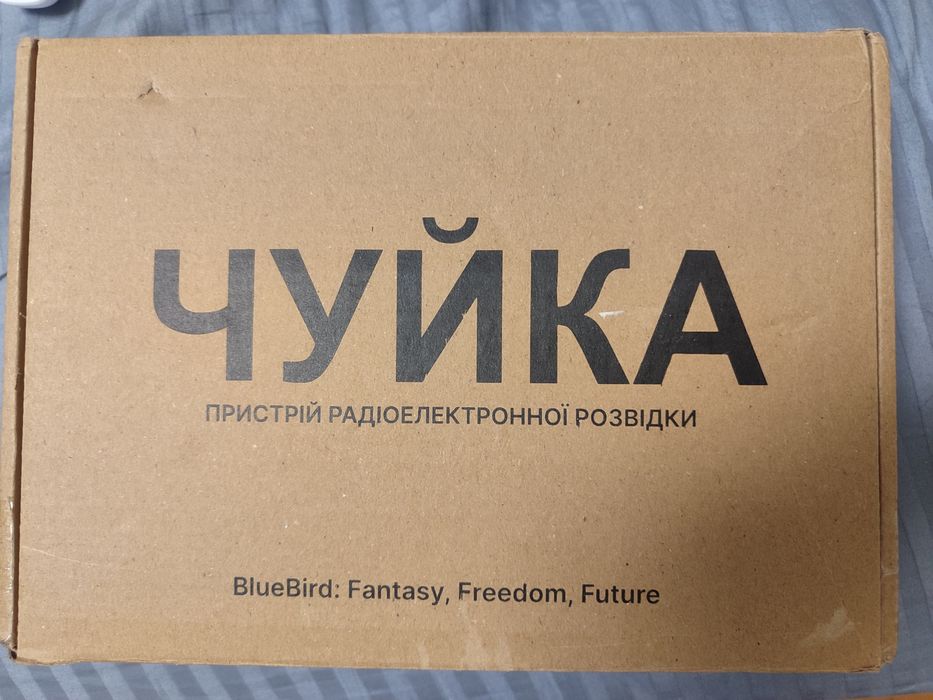 ЧУЙКА
ПРИСТРІЙ РАДІОЕЛЕКТРОННОЇ РОЗВІДКИ
BlueBird: Fantasy, Freedom, Future